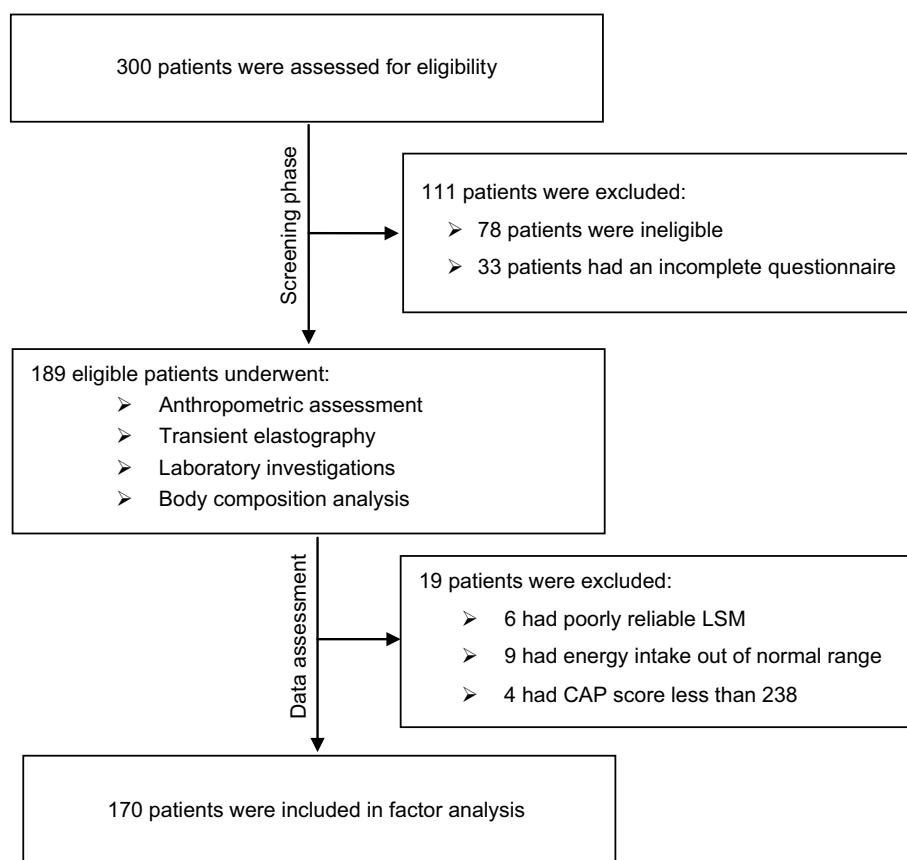 300 patients were assessed for eligibility
Screening phase
111 patients were excluded:
➢ 78 patients were ineligible
➢ 33 patients had an incomplete questionnaire
189 eligible patients underwent:
➢ Anthropometric assessment
➢ Transient elastography
➢ Laboratory investigations
➢ Body composition analysis
Data assessment
19 patients were excluded:
➢ 6 had poorly reliable LSM
➢ 9 had energy intake out of normal range
➢ 4 had CAP score less than 238
170 patients were included in factor analysis